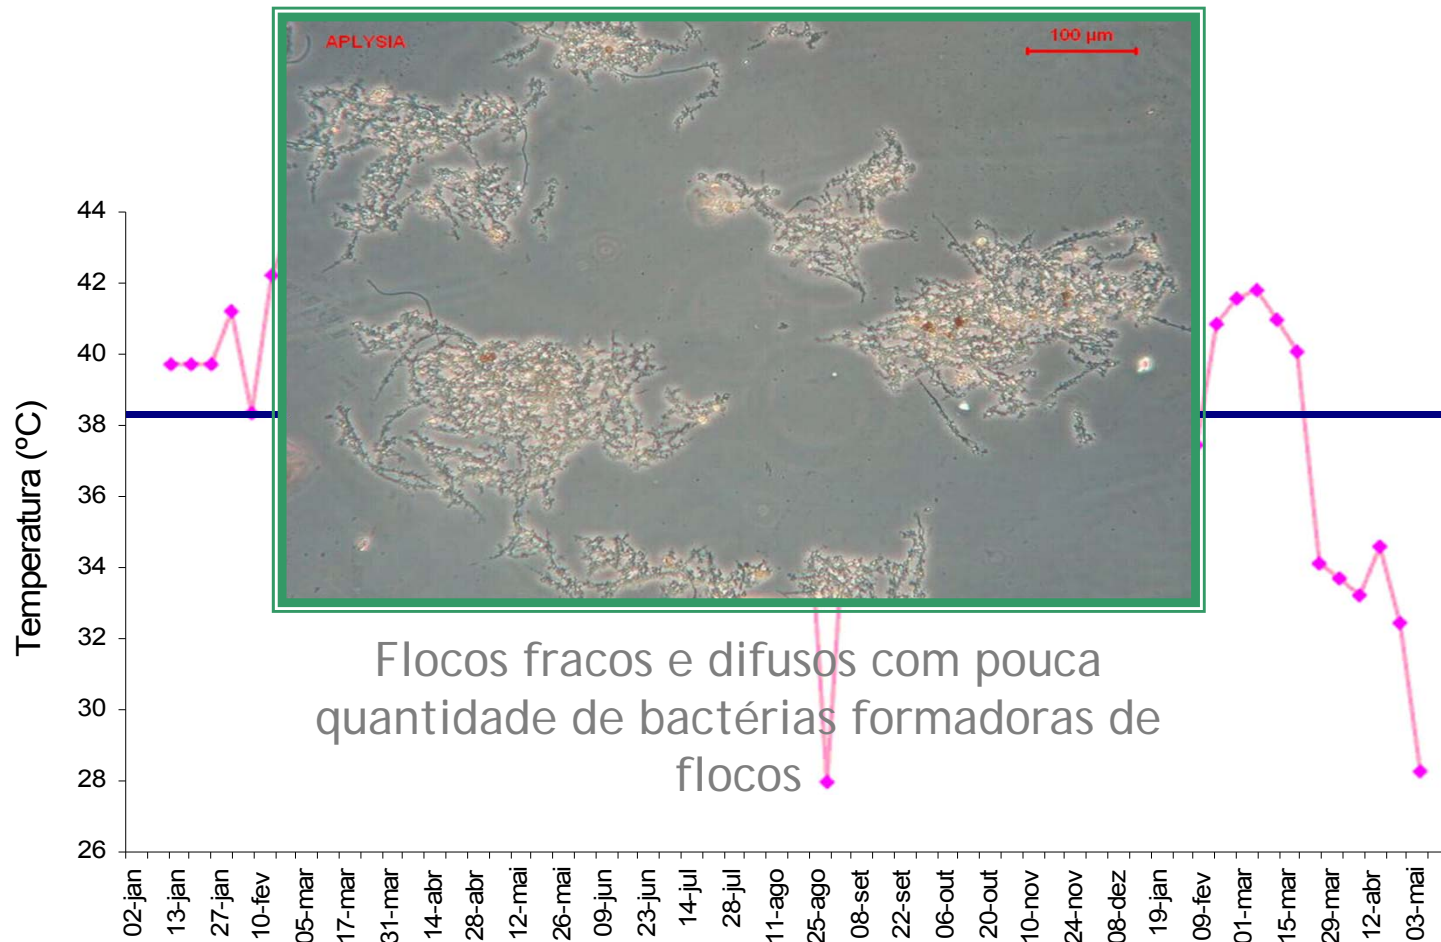 APLYSIA
100 µm
44
42
40
38
36
34
32
30
28
26
Temperatura (ºC)
Flocos fracos e difusos com pouca
quantidade de bactérias formadoras de
flocos
02-jan
13-jan
27-jan
10-fev
05-mar
17-mar
31-mar
14-abr
28-abr
12-mai
26-mai
09-jun
23-jun
14-jul
28-jul
11-ago
25-ago
08-set
22-set
06-out
20-out
10-nov
24-nov
08-dez
19-jan
09-fev
01-mar
15-mar
29-mar
12-abr
03-mai